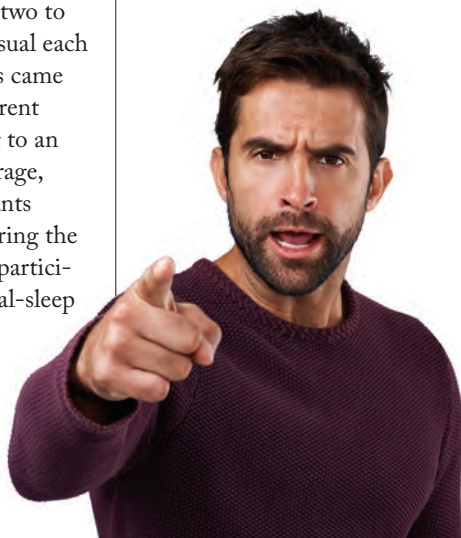 two to
sual each
s came
rent
to an
rage,
nts
ring the
partici-
al-sleep